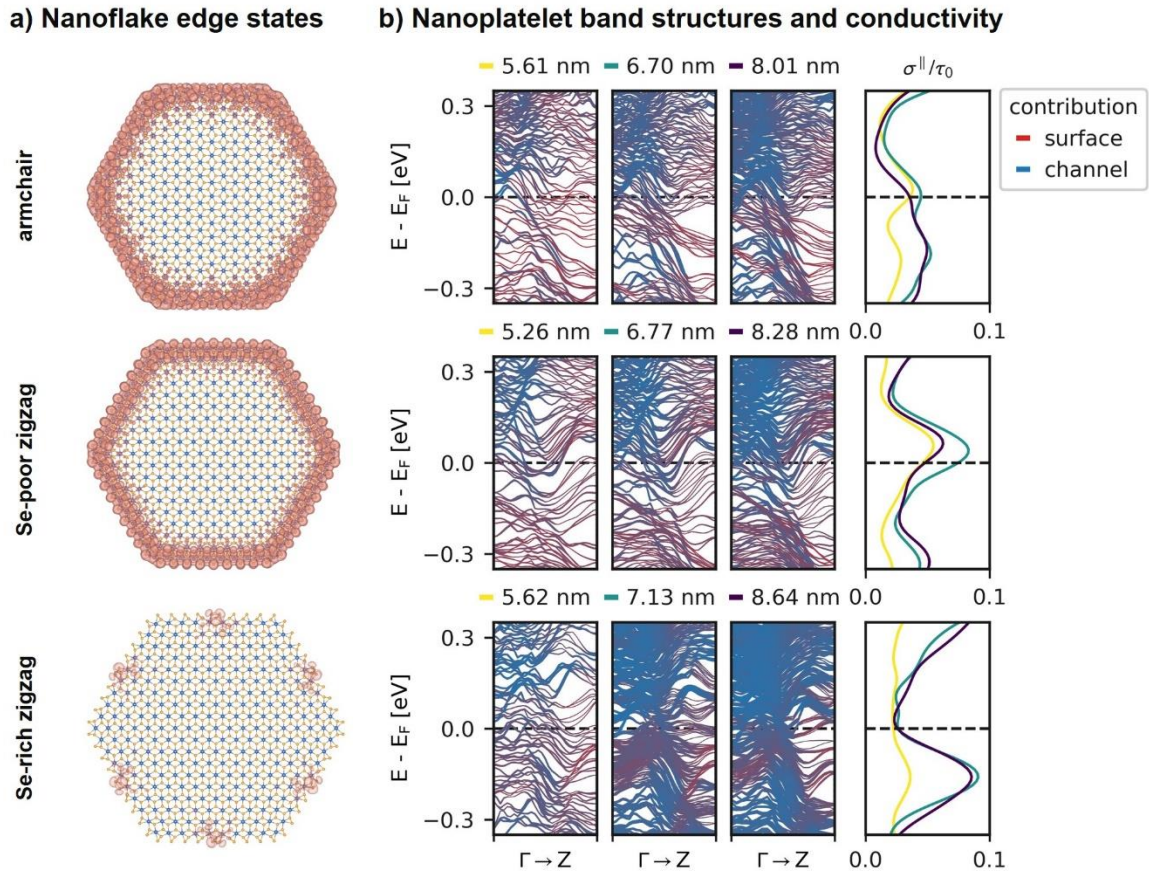 a) Nanoflake edge states
b) Nanoplatelet band structures and conductivity
armchair
5.61 nm 6.70 nm 8.01 nm
σ∥/τ0
contribution
surface
channel
E - EF [eV]
0.3
0.0
−0.3
0.0 0.1
Se-poor zigzag
5.26 nm 6.77 nm 8.28 nm
E - EF [eV]
0.3
0.0
−0.3
0.0 0.1
Se-rich zigzag
5.62 nm 7.13 nm 8.64 nm
E - EF [eV]
0.3
0.0
−0.3
Γ→Z Γ→Z Γ→Z
0.0 0.1